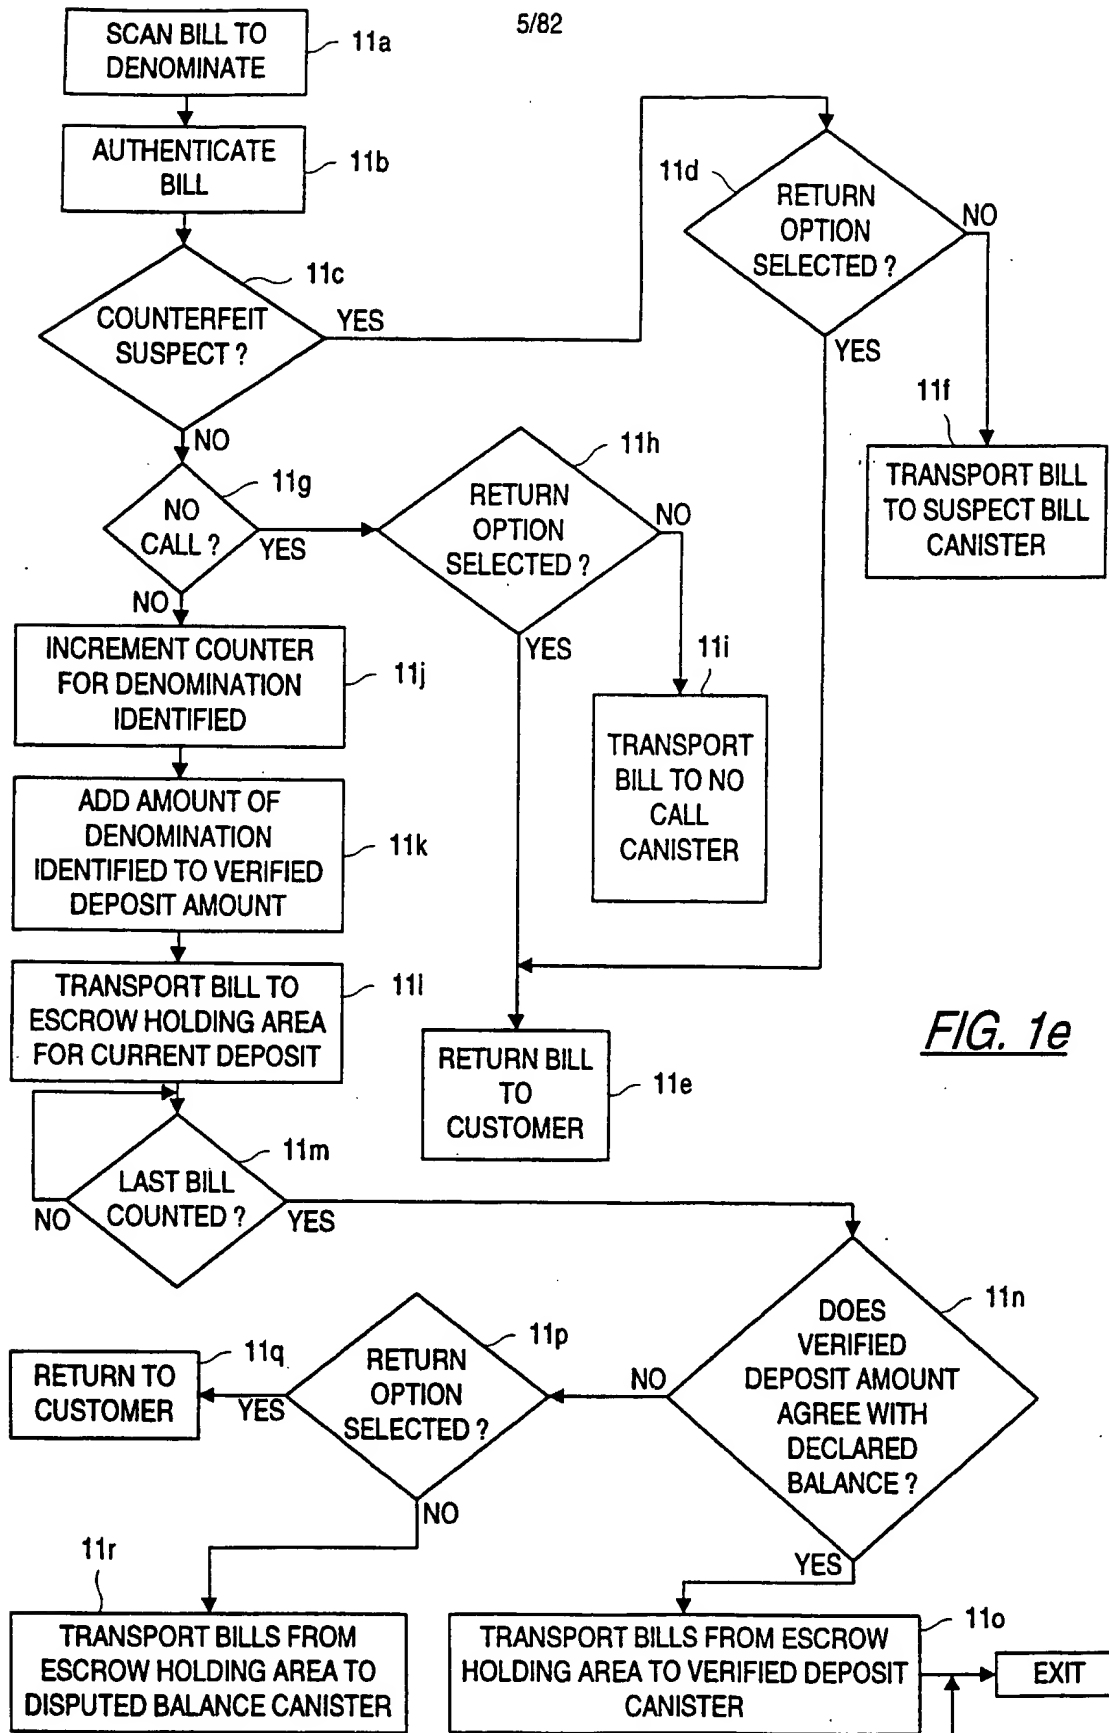 5/82
SCAN BILL TO
DENOMINATE
11a
AUTHENTICATE
BILL
11b
11c
COUNTERFEIT
SUSPECT ?
YES
NO
11d
RETURN
OPTION
SELECTED ?
NO
YES
11f
TRANSPORT BILL
TO SUSPECT BILL
CANISTER
11g
NO
CALL ?
YES
NO
11h
RETURN
OPTION
SELECTED ?
NO
YES
11i
TRANSPORT
BILL TO NO
CALL
CANISTER
INCREMENT COUNTER
FOR DENOMINATION
IDENTIFIED
11j
ADD AMOUNT OF
DENOMINATION
IDENTIFIED TO VERIFIED
DEPOSIT AMOUNT
11k
TRANSPORT BILL TO
ESCROW HOLDING AREA
FOR CURRENT DEPOSIT
11l
RETURN BILL
TO
CUSTOMER
11e
FIG. 1e
11m
LAST BILL
COUNTED ?
NO
YES
11n
DOES
VERIFIED
DEPOSIT AMOUNT
AGREE WITH
DECLARED
BALANCE ?
NO
YES
11p
RETURN
OPTION
SELECTED ?
YES
NO
11q
RETURN TO
CUSTOMER
11r
TRANSPORT BILLS FROM
ESCROW HOLDING AREA TO
DISPUTED BALANCE CANISTER
11o
TRANSPORT BILLS FROM ESCROW
HOLDING AREA TO VERIFIED DEPOSIT
CANISTER
EXIT